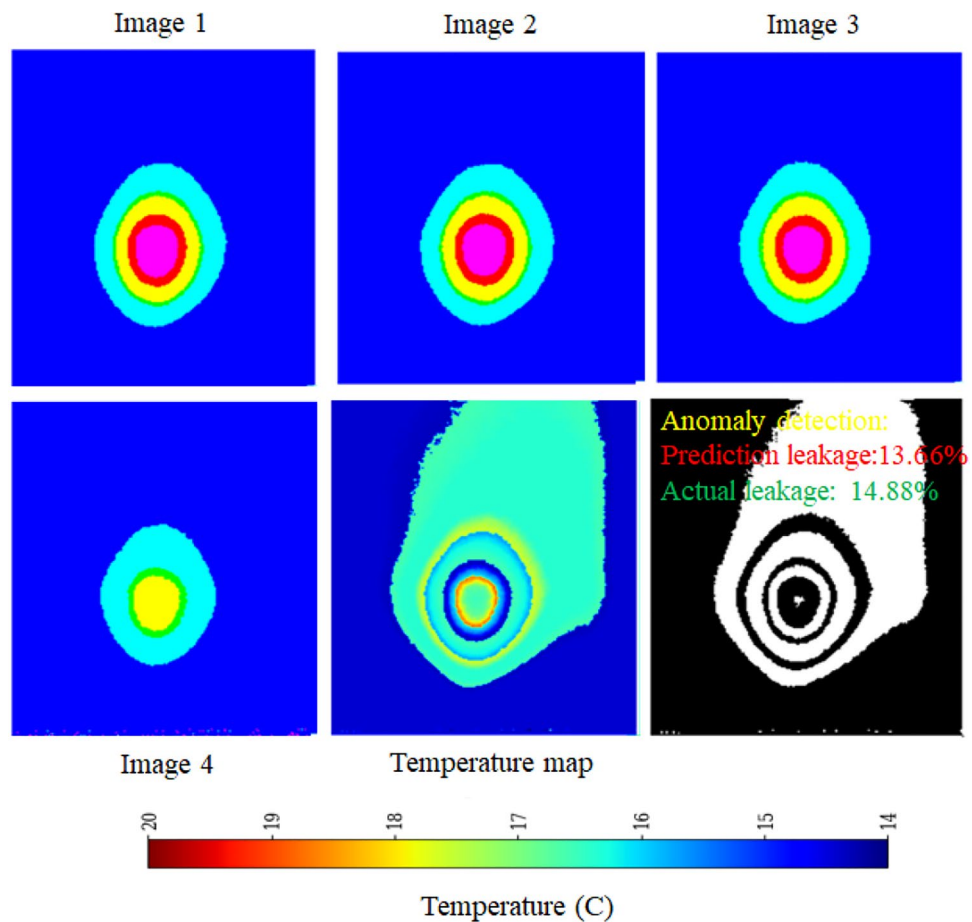 Image 1
Image 2
Image 3
Anomaly detection:
Prediction leakage:13.66%
Actual leakage: 14.88%
Image 4
Temperature map
20
19
18
17
16
15
14
Temperature (C)